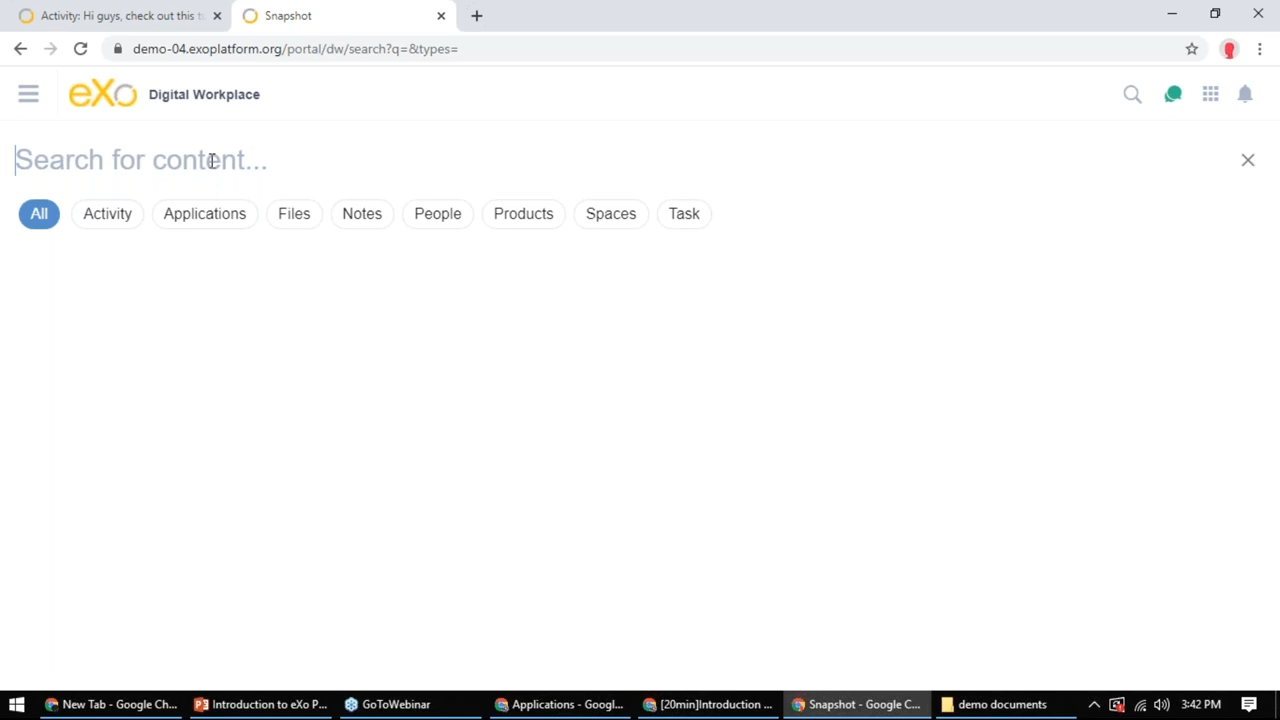 Activity: Hi guys, check out this t
Snapshot
demo-04.exoplatform.org/portal/dw/search?q=&types=
eXo Digital Workplace
Search for content...
All Activity Applications Files Notes People Products Spaces Task
New Tab - Google Ch... Introduction to eXo P... GoToWebinar Applications - Googl... [20min]Introduction ... Snapshot - Google C... demo documents 3:42 PM